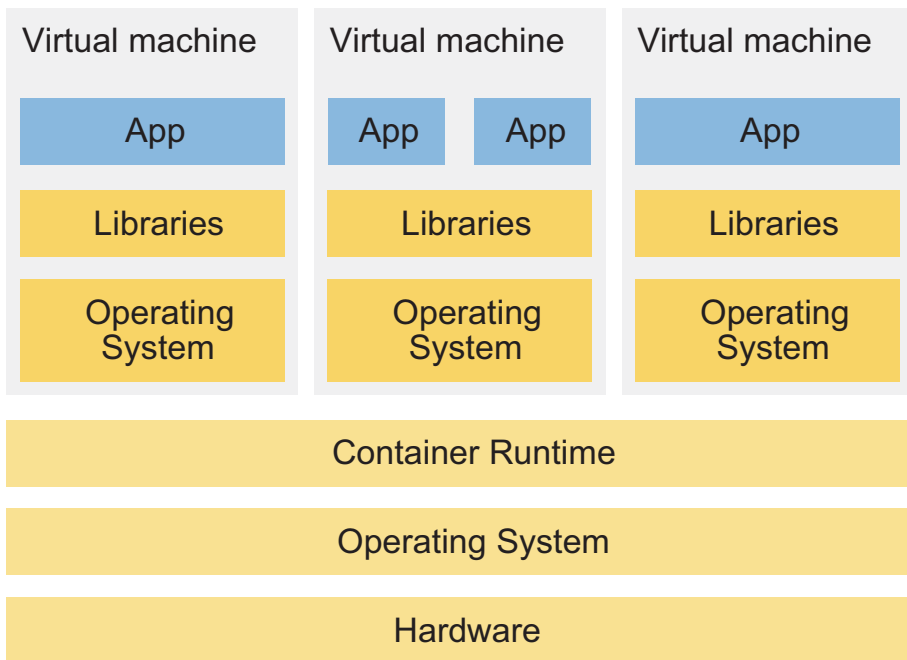 Virtual machine
Virtual machine
Virtual machine
App
App
App
App
Libraries
Libraries
Libraries
Operating
System
Operating
System
Operating
System
Container Runtime
Operating System
Hardware